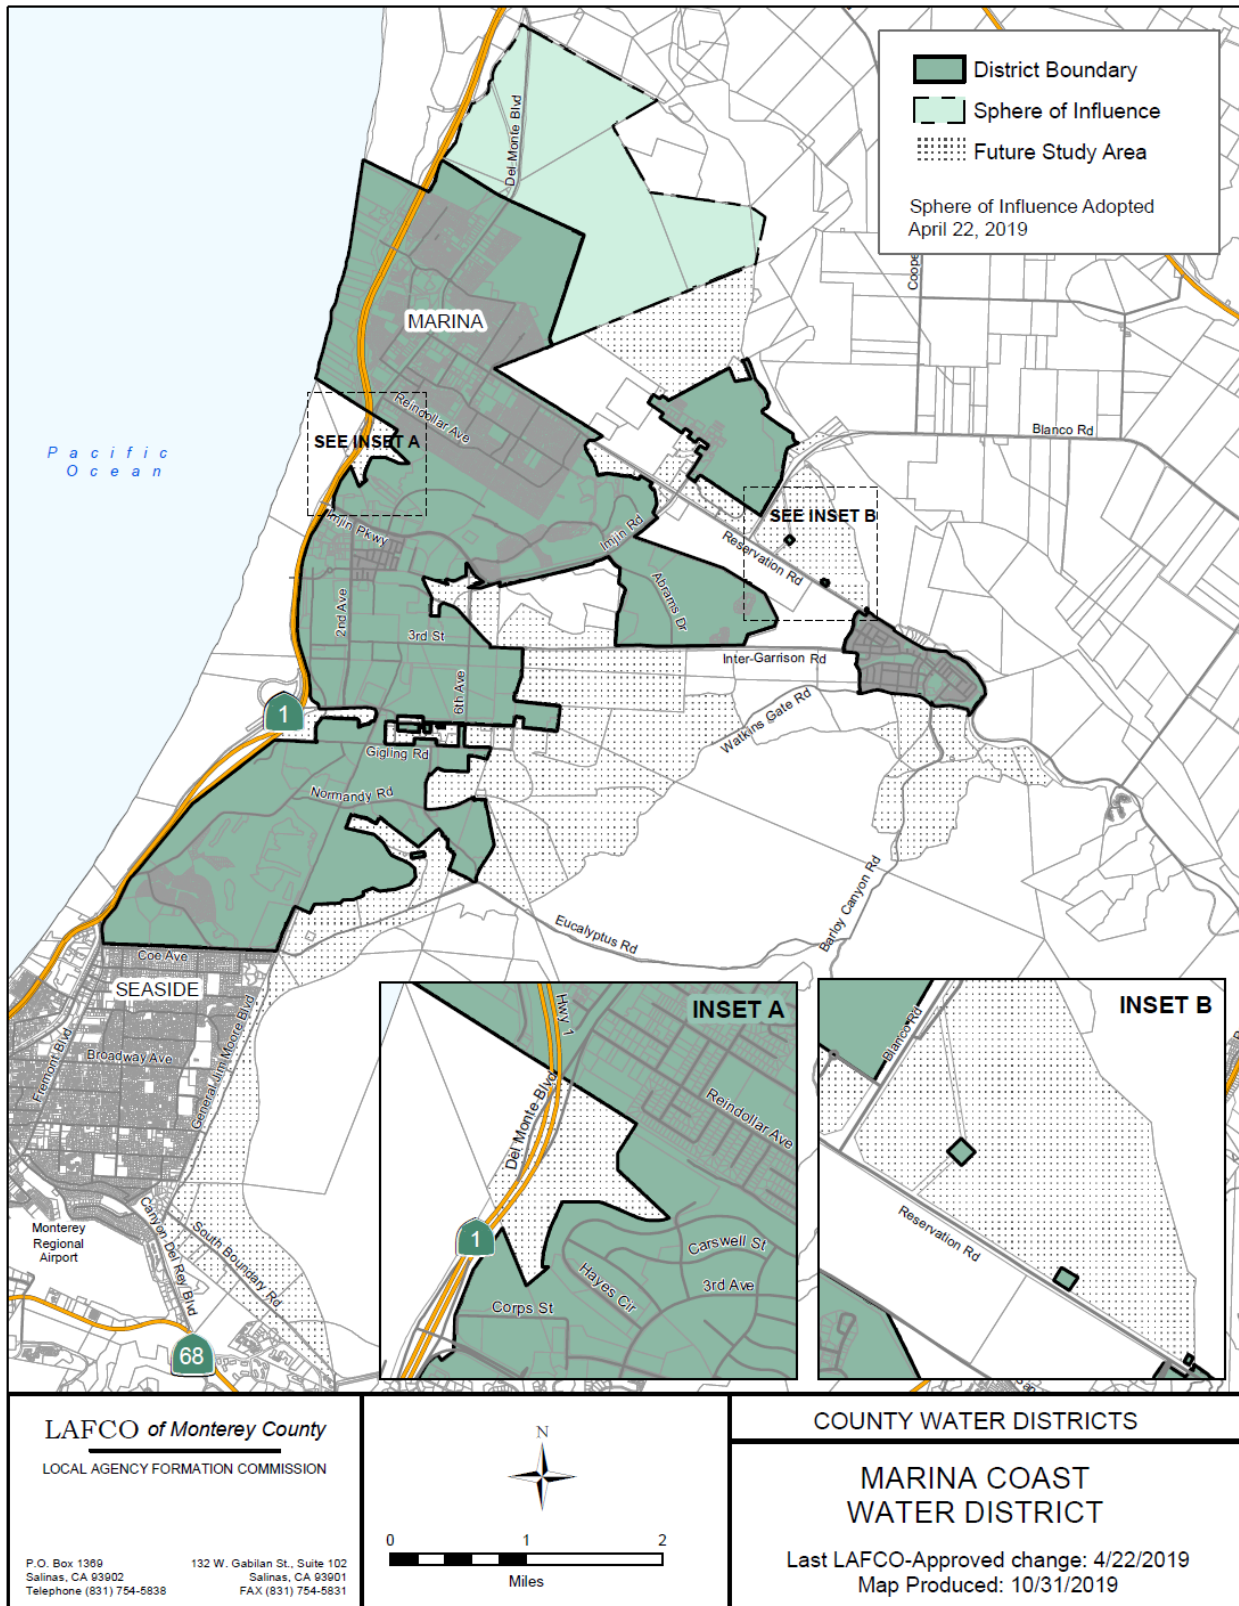 District Boundary
Sphere of Influence
Future Study Area
Sphere of Influence Adopted
April 22, 2019
Del Monte Blvd
MARINA
Reindollar Ave
SEE INSET A
Pacific
Ocean
Blanco Rd
SEE INSET B
Imjin Pkwy
Imjin Rd
Reservation Rd
Abrams Dr
2nd Ave
3rd St
Inter-Garrison Rd
6th Ave
Watkins Gate Rd
1
Gigling Rd
Normandy Rd
Barloy Canyon Rd
Eucalyptus Rd
Coe Ave
SEASIDE
General Jim Moore Blvd
Broadway Ave
Fremont Blvd
Canyon Del Rey Blvd
South Boundary Rd
Monterey
Regional
Airport
68
INSET A
Hwy 1
Del Monte Blvd
Reindollar Ave
1
Carswell St
3rd Ave
Hayes Cir
Corps St
INSET B
Blanco Rd
Reservation Rd
LAFCO of Monterey County
LOCAL AGENCY FORMATION COMMISSION
P.O. Box 1369
Salinas, CA 93902
Telephone (831) 754-5838
132 W. Gabilan St., Suite 102
Salinas, CA 93901
FAX (831) 754-5831
N
0 1 2
Miles
COUNTY WATER DISTRICTS
MARINA COAST
WATER DISTRICT
Last LAFCO-Approved change: 4/22/2019
Map Produced: 10/31/2019